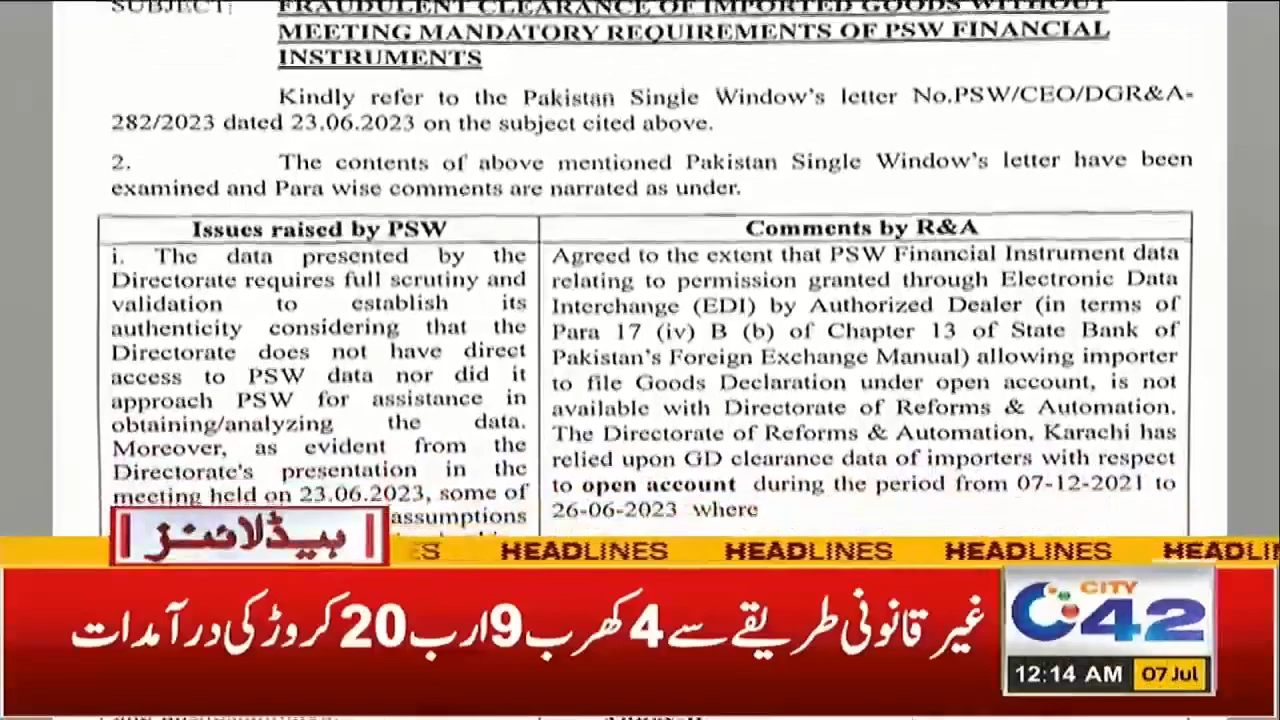 SUBJECT:
FRAUDULENT CLEARANCE OF IMPORTED GOODS WITHOUT
MEETING MANDATORY REQUIREMENTS OF PSW FINANCIAL
INSTRUMENTS
Kindly refer to the Pakistan Single Window's letter No.PSW/CEO/DGR&A-
282/2023 dated 23.06.2023 on the subject cited above.
2. The contents of above mentioned Pakistan Single Window's letter have been
examined and Para wise comments are narrated as under.
Issues raised by PSW
i. The data presented by the
Directorate requires full scrutiny and
validation to establish its
authenticity considering that the
Directorate does not have direct
access to PSW data nor did it
approach PSW for assistance in
obtaining/analyzing the data.
Moreover, as evident from the
Directorate's presentation in the
meeting held on 23.06.2023, some of
assumptions
Comments by R&A
Agreed to the extent that PSW Financial Instrument data
relating to permission granted through Electronic Data
Interchange (EDI) by Authorized Dealer (in terms of
Para 17 (iv) B (b) of Chapter 13 of State Bank of
Pakistan's Foreign Exchange Manual) allowing importer
to file Goods Declaration under open account, is not
available with Directorate of Reforms & Automation.
The Directorate of Reforms & Automation, Karachi has
relied upon GD clearance data of importers with respect
to open account during the period from 07-12-2021 to
26-06-2023 where
ہیڈلائنز
ES HEADLINES HEADLINES HEADLINES HEADLI
غیر قانونی طریقے سے 4 کھرب 9 ارب 20 کروڑ کی درآمدات
CITY
42
12:14 AM 07 Jul